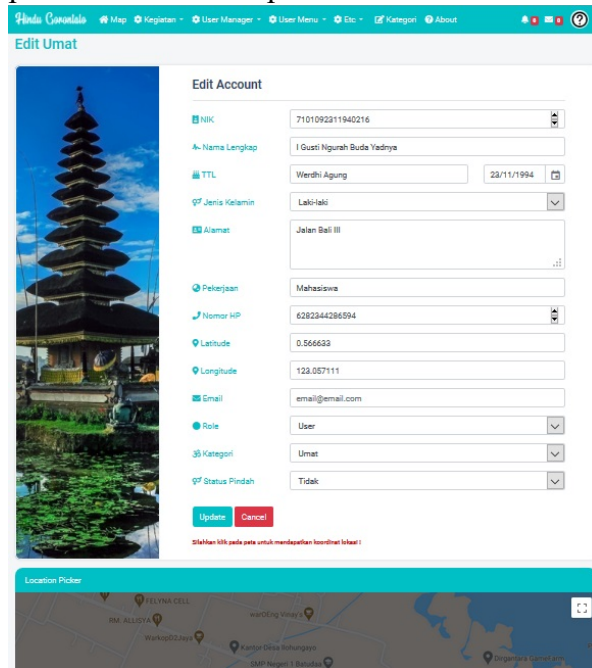 Hindu Gorontalo Map Kegiatan User Manager User Menu Etc Kategori About 0 0
Edit Umat
Edit Account
NIK 7101092311940216
Nama Lengkap I Gusti Ngurah Buda Yadnya
TTL Werdhi Agung 23/11/1994
Jenis Kelamin Laki-laki
Alamat Jalan Bali III
Pekerjaan Mahasiswa
Nomor HP 6282344286594
Latitude 0.566633
Longitude 123.057111
Email email@email.com
Role User
Kategori Umat
Status Pindah Tidak
Update Cancel
Silahkan klik pada peta untuk mendapatkan koordinat lokasi !
Location Picker
FELYNA CELL
RM. ALLISYA
Kantor Desa
SMP Negeri 1